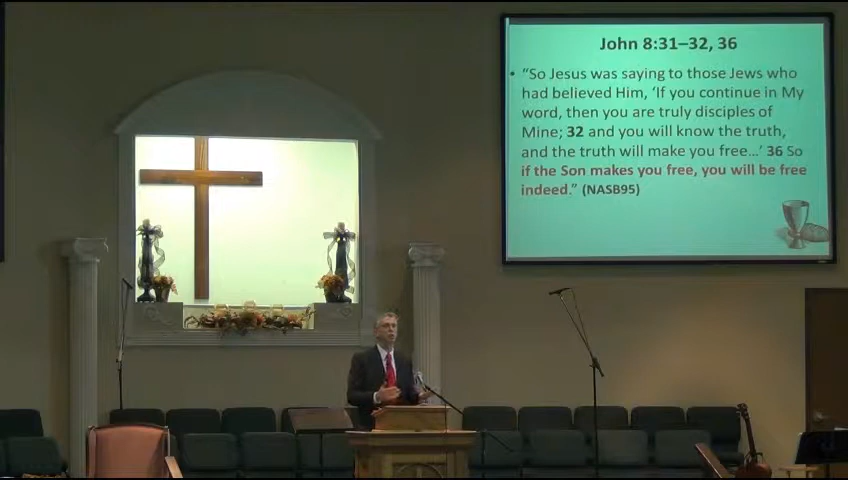 John 8:31–32, 36
• “So Jesus was saying to those Jews who
had believed Him, ‘If you continue in My
word, then you are truly disciples of
Mine; 32 and you will know the truth,
and the truth will make you free...’ 36 So
if the Son makes you free, you will be free
indeed.” (NASB95)